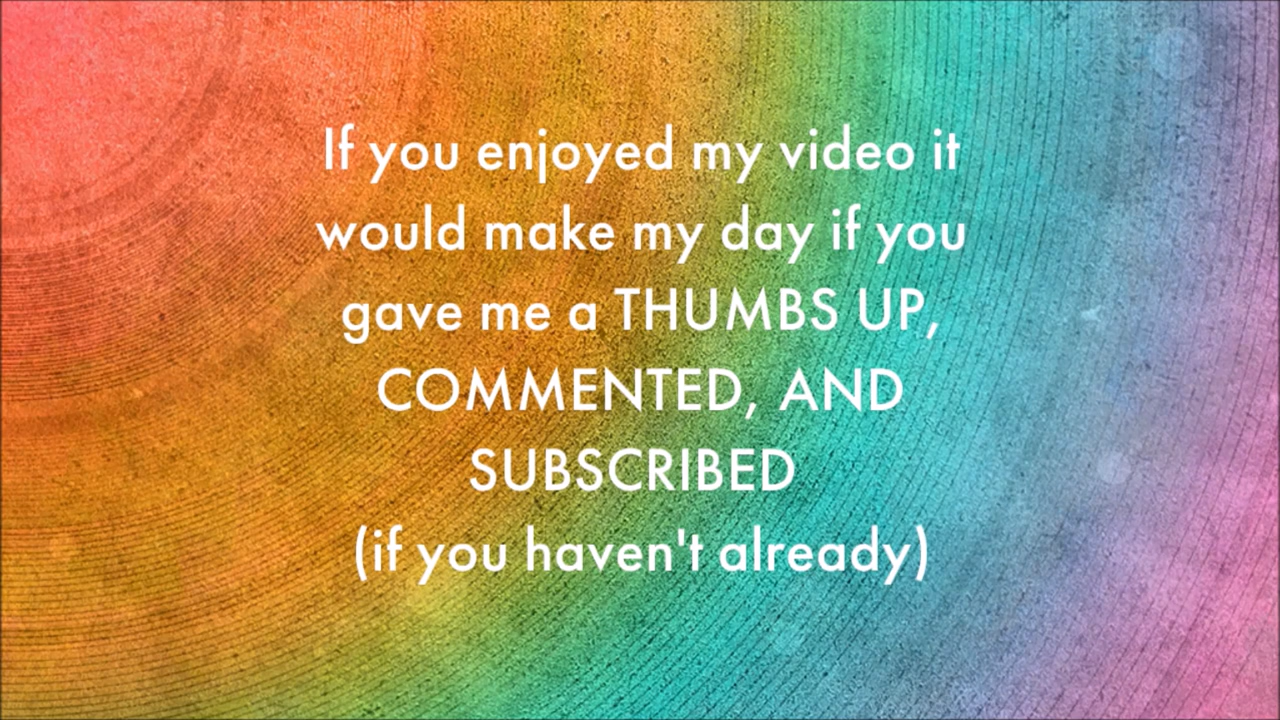 If you enjoyed my video it
would make my day if you
gave me a THUMBS UP,
COMMENTED, AND
SUBSCRIBED
(if you haven't already)